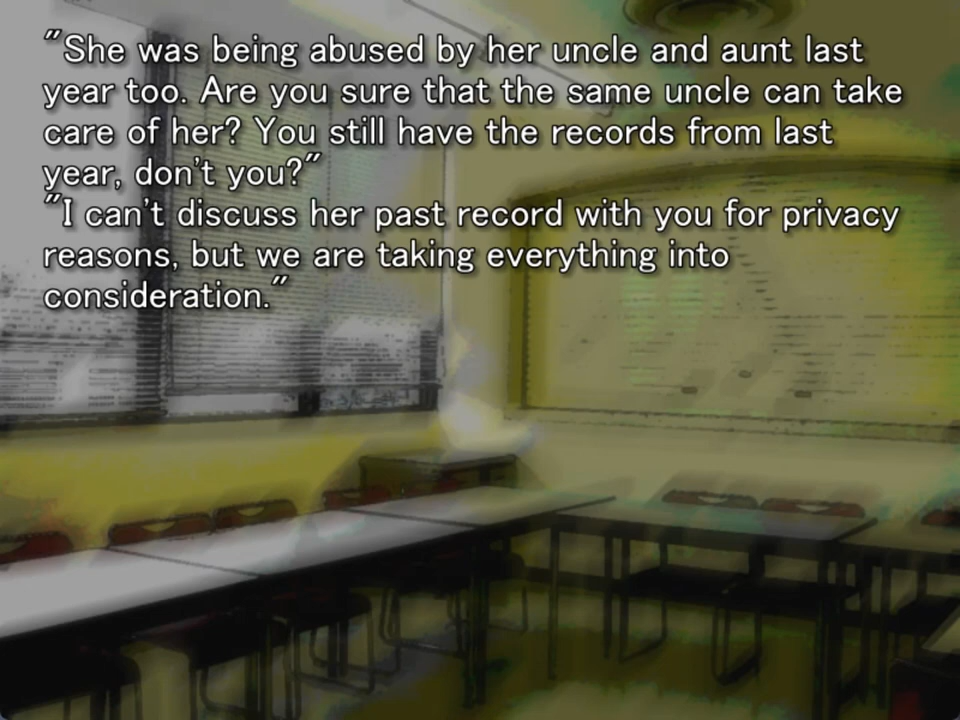 "She was being abused by her uncle and aunt last
year too. Are you sure that the same uncle can take
care of her? You still have the records from last
year, don't you?"
"I can't discuss her past record with you for privacy
reasons, but we are taking everything into
consideration."